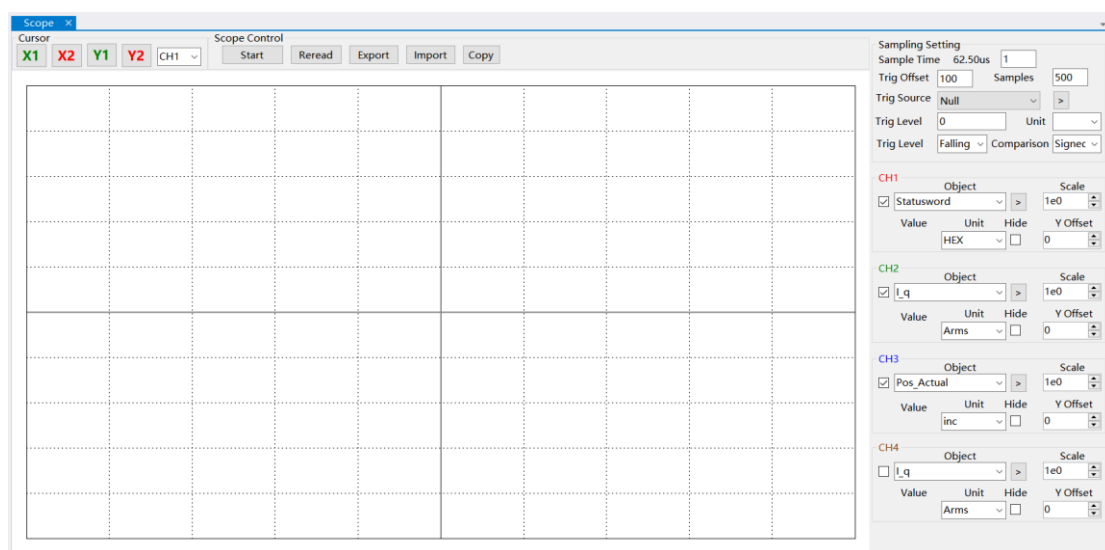 Scope ×
Cursor
X1 X2 Y1 Y2 CH1
Scope Control
Start Reread Export Import Copy
Sampling Setting
Sample Time 62.50us 1
Trig Offset 100 Samples 500
Trig Source Null >
Trig Level 0 Unit
Trig Level Falling Comparison Signec
CH1
Object Scale
Statusword > 1e0
Value Unit Hide Y Offset
HEX 0
CH2
Object Scale
I_q > 1e0
Value Unit Hide Y Offset
Arms 0
CH3
Object Scale
Pos_Actual > 1e0
Value Unit Hide Y Offset
inc 0
CH4
Object Scale
I_q > 1e0
Value Unit Hide Y Offset
Arms 0